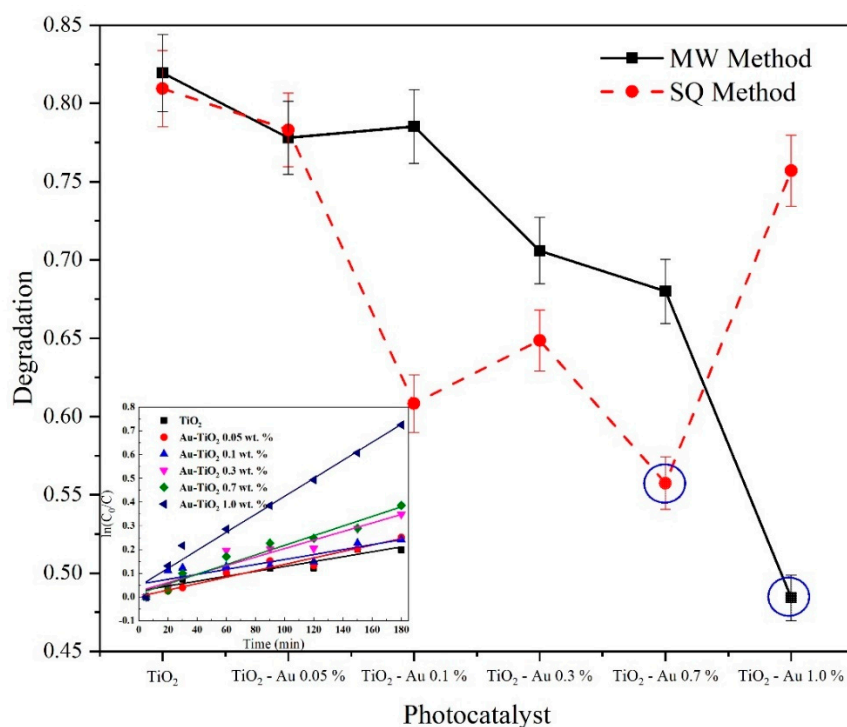 0.85
0.80
0.75
0.70
0.65
0.60
0.55
0.50
0.45
Degradation
MW Method
SQ Method
0.8
0.7
0.6
0.5
0.4
0.3
0.2
0.1
0.0
-0.1
ln(C₀/C)
TiO₂
Au-TiO₂ 0.05 wt. %
Au-TiO₂ 0.1 wt. %
Au-TiO₂ 0.3 wt. %
Au-TiO₂ 0.7 wt. %
Au-TiO₂ 1.0 wt. %
0 20 40 60 80 100 120 140 160 180
Time (min)
TiO₂ TiO₂ - Au 0.05 % TiO₂ - Au 0.1 % TiO₂ - Au 0.3 % TiO₂ - Au 0.7 % TiO₂ - Au 1.0 %
Photocatalyst